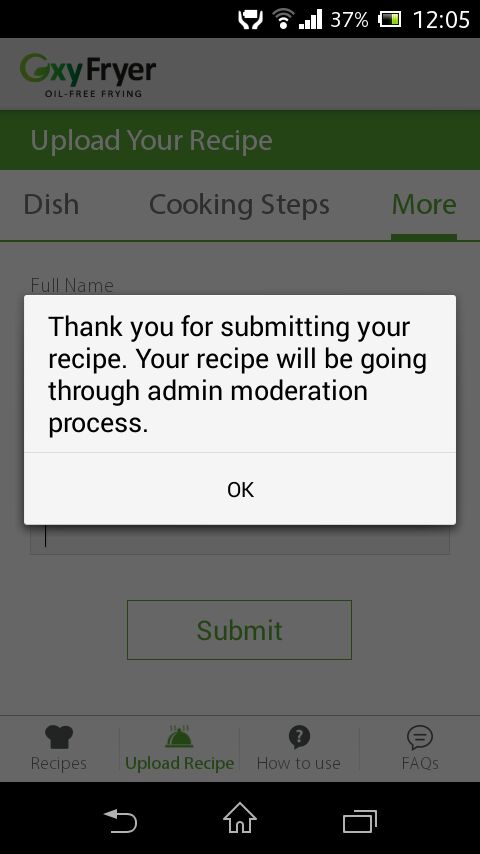 37% 12:05
OxyFryer
OIL-FREE FRYING
Upload Your Recipe
Dish Cooking Steps More
Full Name
Thank you for submitting your
recipe. Your recipe will be going
through admin moderation
process.
OK
Submit
Recipes Upload Recipe How to use FAQs